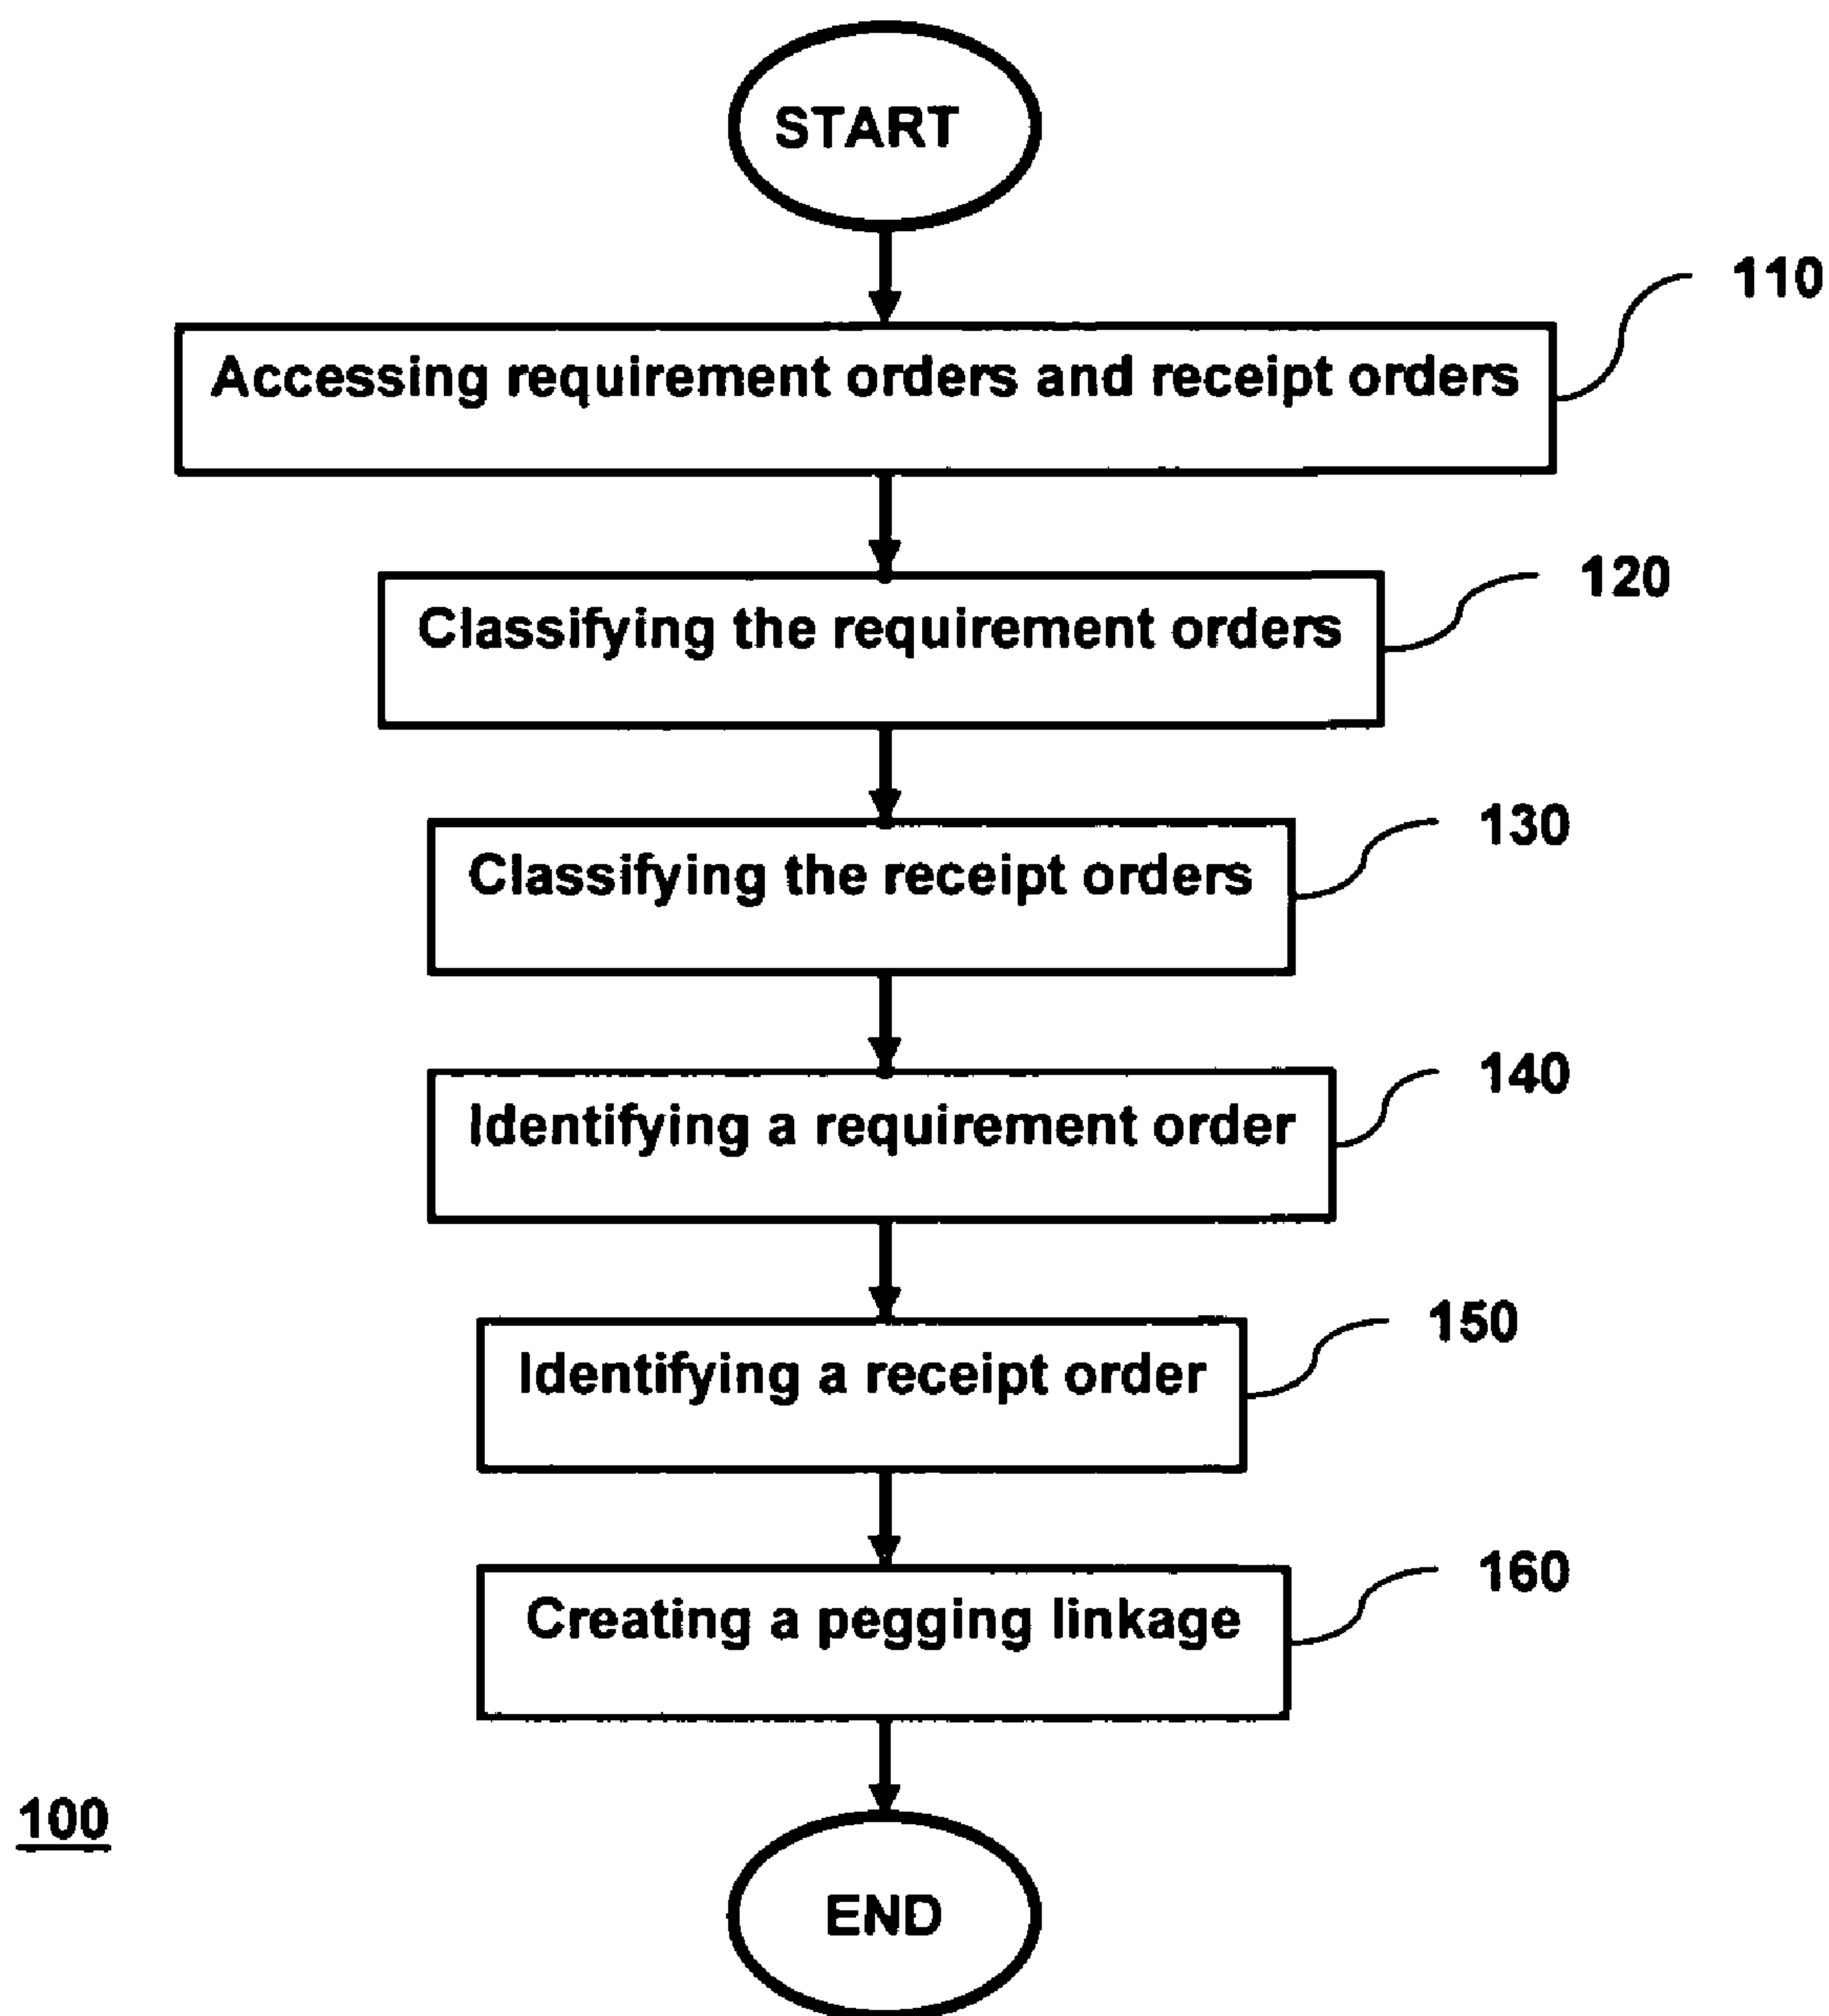 START
110
Accessing requirement orders and receipt orders
120
Classifying the requirement orders
130
Classifying the receipt orders
140
Identifying a requirement order
150
Identifying a receipt order
160
Creating a pegging linkage
100
END